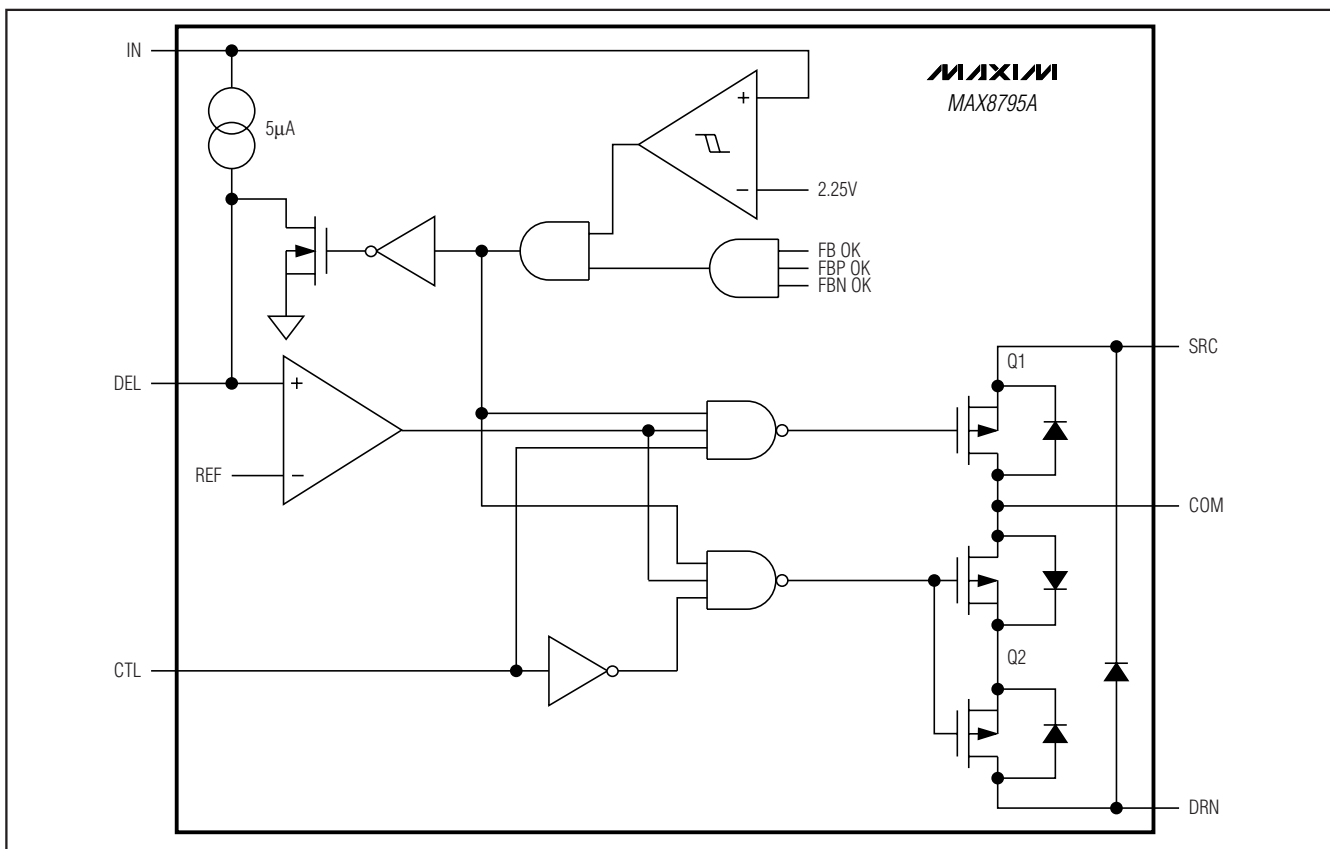 IN
MAXIM
MAX8795A
+
5µA
−
2.25V
FB OK
FBP OK
FBN OK
SRC
Q1
DEL
+
REF
−
COM
Q2
CTL
DRN